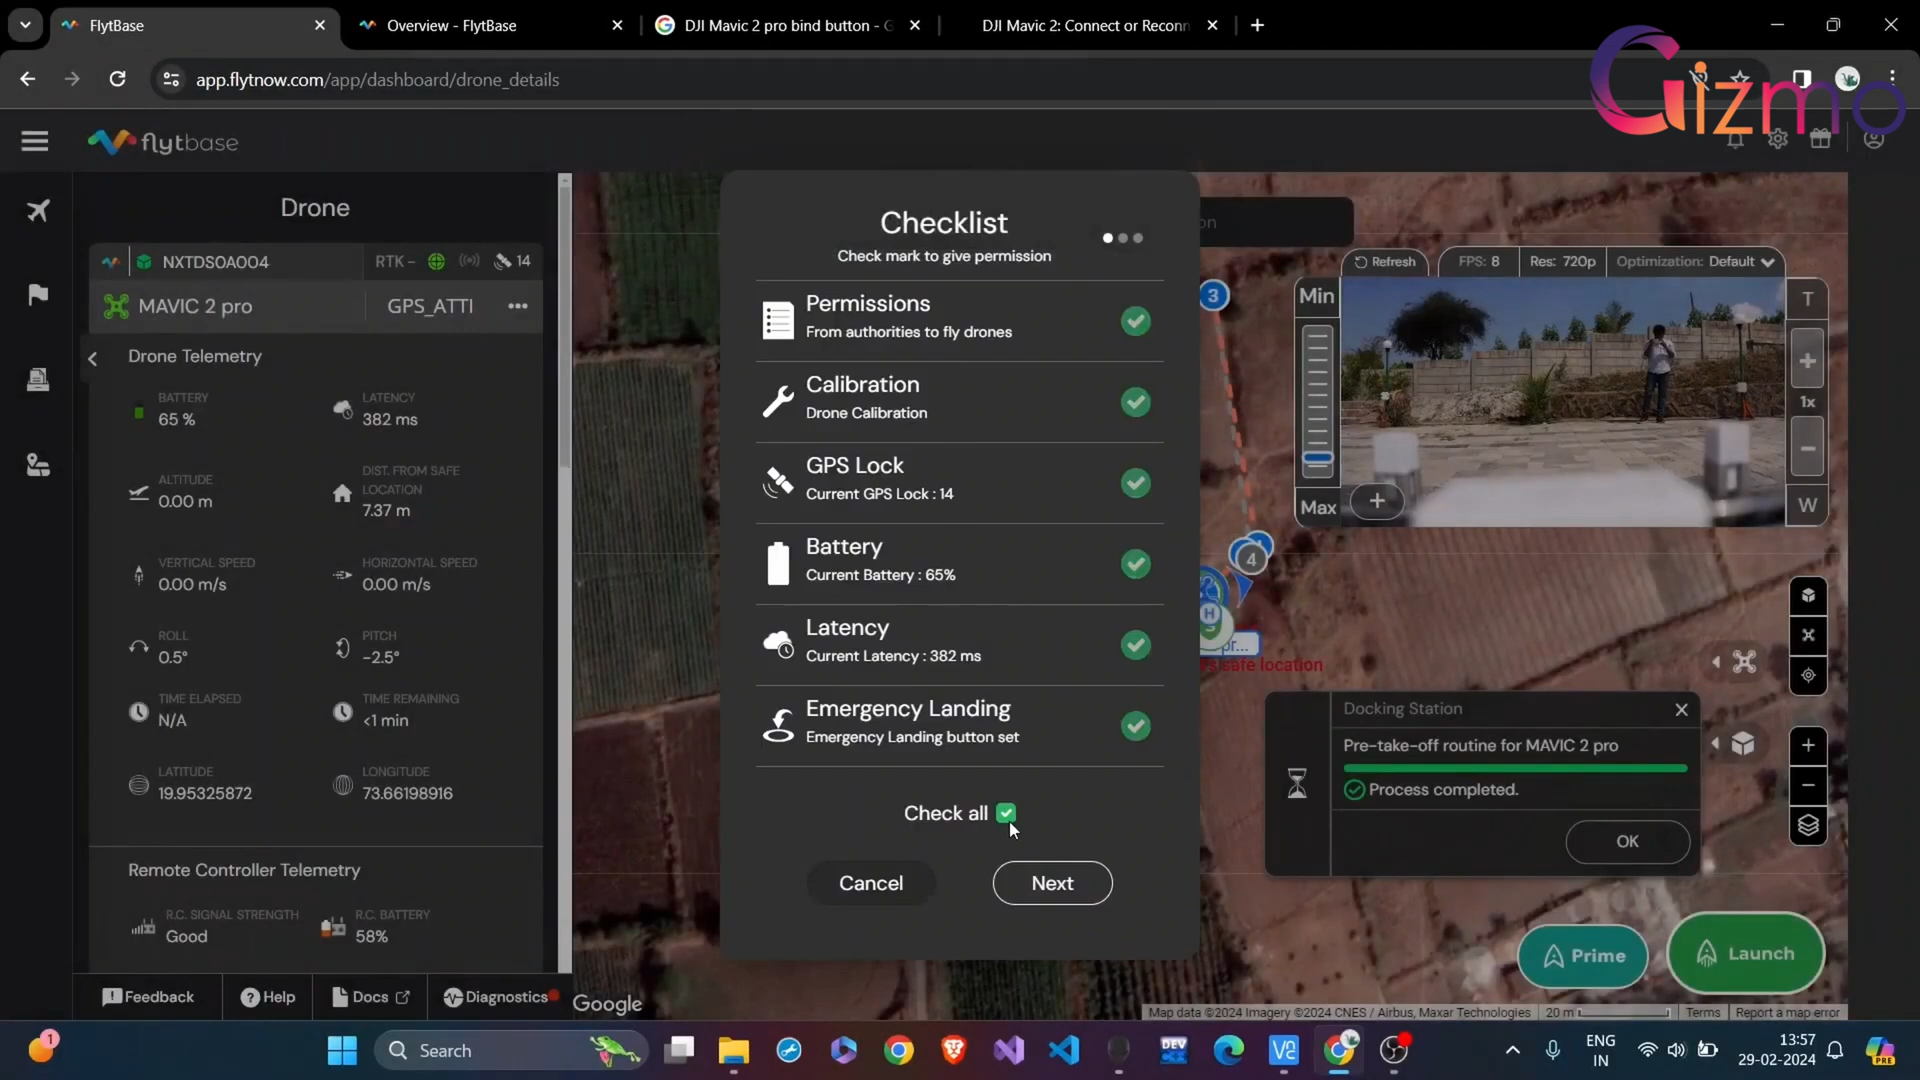 FlytBase
Overview - FlytBase
DJI Mavic 2 pro bind button - G
DJI Mavic 2: Connect or Reconn
app.flytnow.com/app/dashboard/drone_details
Gizmo
flytbase
Drone
NXTDS0A004
RTK –
14
MAVIC 2 pro
GPS_ATTI
Drone Telemetry
BATTERY
65 %
LATENCY
382 ms
ALTITUDE
0.00 m
DIST. FROM SAFE
LOCATION
7.37 m
VERTICAL SPEED
0.00 m/s
HORIZONTAL SPEED
0.00 m/s
ROLL
0.5°
PITCH
-2.5°
TIME ELAPSED
N/A
TIME REMAINING
<1 min
LATITUDE
19.95325872
LONGITUDE
73.66198916
Remote Controller Telemetry
R.C. SIGNAL STRENGTH
Good
R.C. BATTERY
58%
Feedback
Help
Docs
Diagnostics
Checklist
Check mark to give permission
Permissions
From authorities to fly drones
Calibration
Drone Calibration
GPS Lock
Current GPS Lock : 14
Battery
Current Battery : 65%
Latency
Current Latency : 382 ms
Emergency Landing
Emergency Landing button set
Check all
Cancel
Next
on
3
4
H
S
pr...
safe location
Refresh
FPS: 8
Res: 720p
Optimization: Default
Min
Max
T
1x
W
Docking Station
Pre-take-off routine for MAVIC 2 pro
Process completed.
OK
Prime
Launch
Google
Map data ©2024 Imagery ©2024 CNES / Airbus, Maxar Technologies
20 m
Terms
Report a map error
1
Search
DEV
ENG
IN
13:57
29-02-2024
PRE